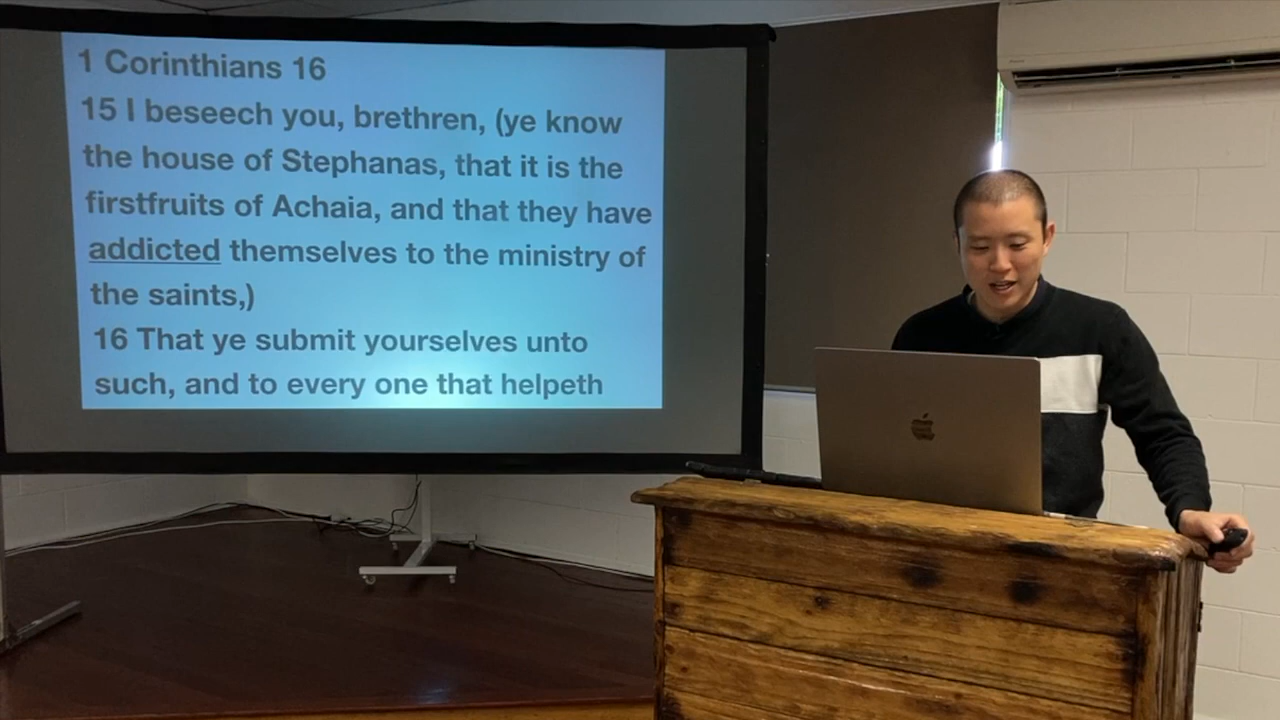 1 Corinthians 16
15 I beseech you, brethren, (ye know
the house of Stephanas, that it is the
firstfruits of Achaia, and that they have
addicted themselves to the ministry of
the saints,)
16 That ye submit yourselves unto
such, and to every one that helpeth